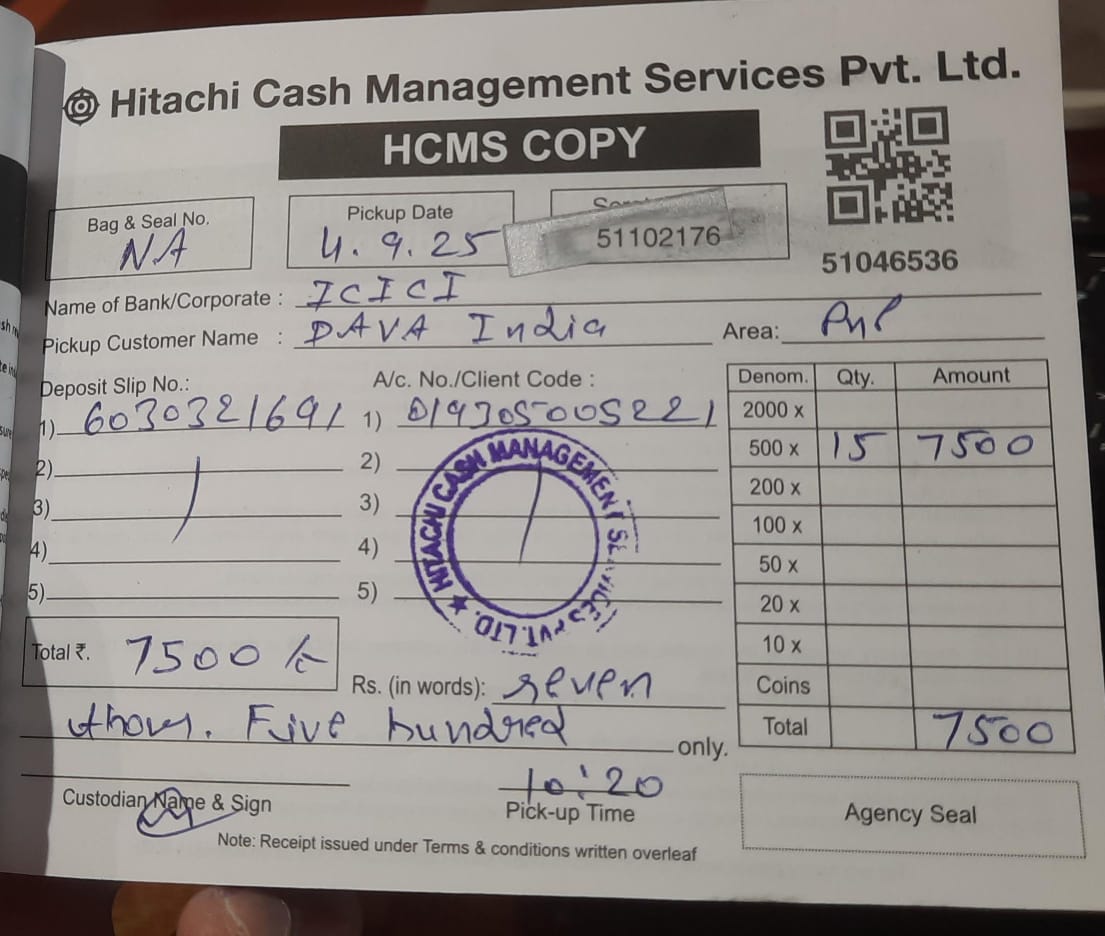 Hitachi Cash Management Services Pvt. Ltd.
HCMS COPY
Bag & Seal No.
NA
Pickup Date
4.9.25
51102176
51046536
Name of Bank/Corporate : ICICI
Pickup Customer Name : DAVA India
Area: Pnl
Deposit Slip No.:
1) 6030321691
2)
3)
4)
5)
A/c. No./Client Code :
1) 019305005221
2)
3)
4)
5)
HITACHI CASH MANAGEMENT SERVICES PVT. LTD. ★
Denom. Qty. Amount
2000 x
500 x 15 7500
200 x
100 x
50 x
20 x
10 x
Coins
Total 7500
Total ₹. 7500/-
Rs. (in words): seven
thous. Five hundred only.
Custodian Name & Sign
10:20
Pick-up Time
Agency Seal
Note: Receipt issued under Terms & conditions written overleaf